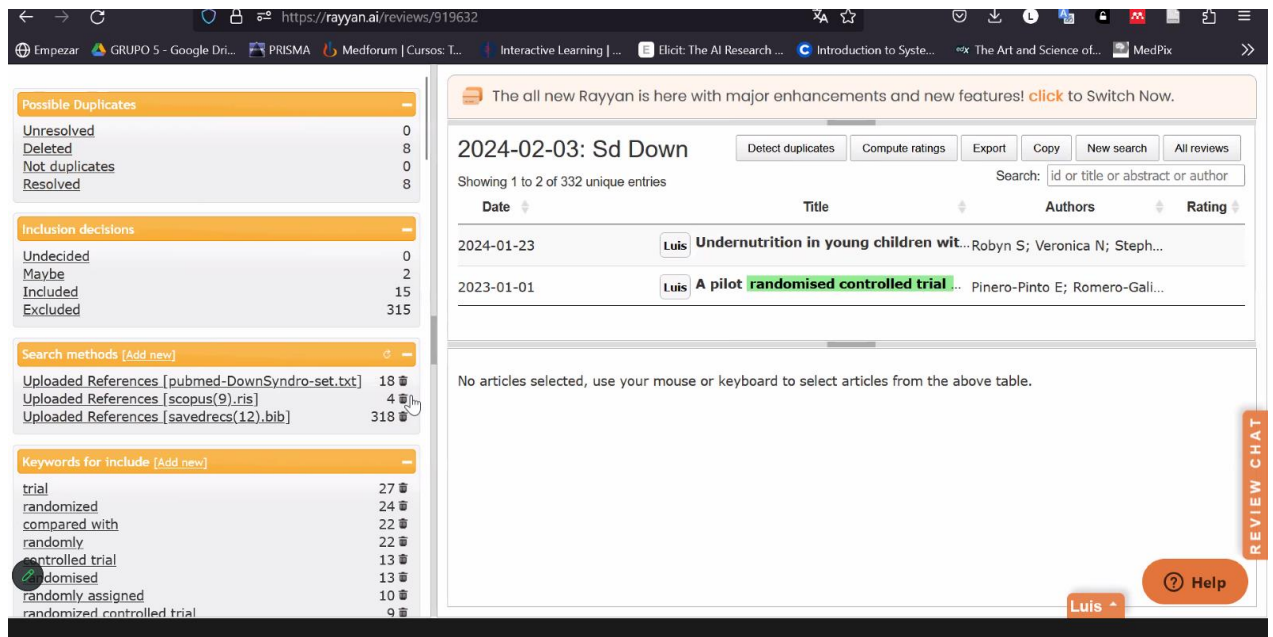 https://rayyan.ai/reviews/919632
Empezar GRUPO 5 - Google Dri... PRISMA Medforum | Cursos: T... Interactive Learning | ... Elicit: The AI Research ... Introduction to Syste... The Art and Science of... MedPix
Possible Duplicates
Unresolved 0
Deleted 8
Not duplicates 0
Resolved 8
Inclusion decisions
Undecided 0
Maybe 2
Included 15
Excluded 315
Search methods [Add new]
Uploaded References [pubmed-DownSyndro-set.txt] 18
Uploaded References [scopus(9).ris] 4
Uploaded References [savedrecs(12).bib] 318
Keywords for include [Add new]
trial 27
randomized 24
compared with 22
randomly 22
controlled trial 13
randomised 13
randomly assigned 10
randomized controlled trial 9
The all new Rayyan is here with major enhancements and new features! click to Switch Now.
2024-02-03: Sd Down Detect duplicates Compute ratings Export Copy New search All reviews
Showing 1 to 2 of 332 unique entries Search: id or title or abstract or author
Date Title Authors Rating
2024-01-23 Luis Undernutrition in young children wit... Robyn S; Veronica N; Steph...
2023-01-01 Luis A pilot randomised controlled trial ... Pinero-Pinto E; Romero-Gali...
No articles selected, use your mouse or keyboard to select articles from the above table.
REVIEW CHAT
Help
Luis